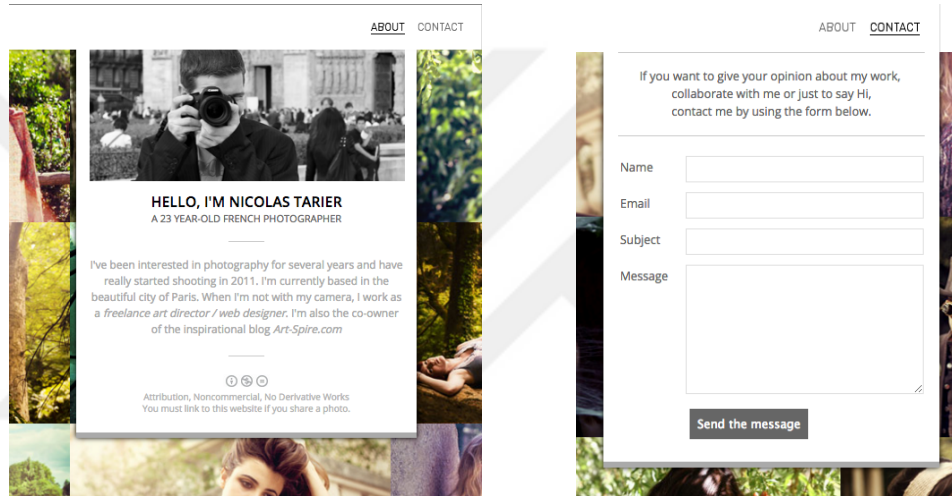 ABOUT CONTACT
HELLO, I'M NICOLAS TARIER
A 23 YEAR-OLD FRENCH PHOTOGRAPHER
I've been interested in photography for several years and have
really started shooting in 2011. I'm currently based in the
beautiful city of Paris. When I'm not with my camera, I work as
a freelance art director / web designer. I'm also the co-owner
of the inspirational blog Art-Spire.com
Attribution, Noncommercial, No Derivative Works
You must link to this website if you share a photo.
ABOUT CONTACT
If you want to give your opinion about my work,
collaborate with me or just to say Hi,
contact me by using the form below.
Name
Email
Subject
Message
Send the message